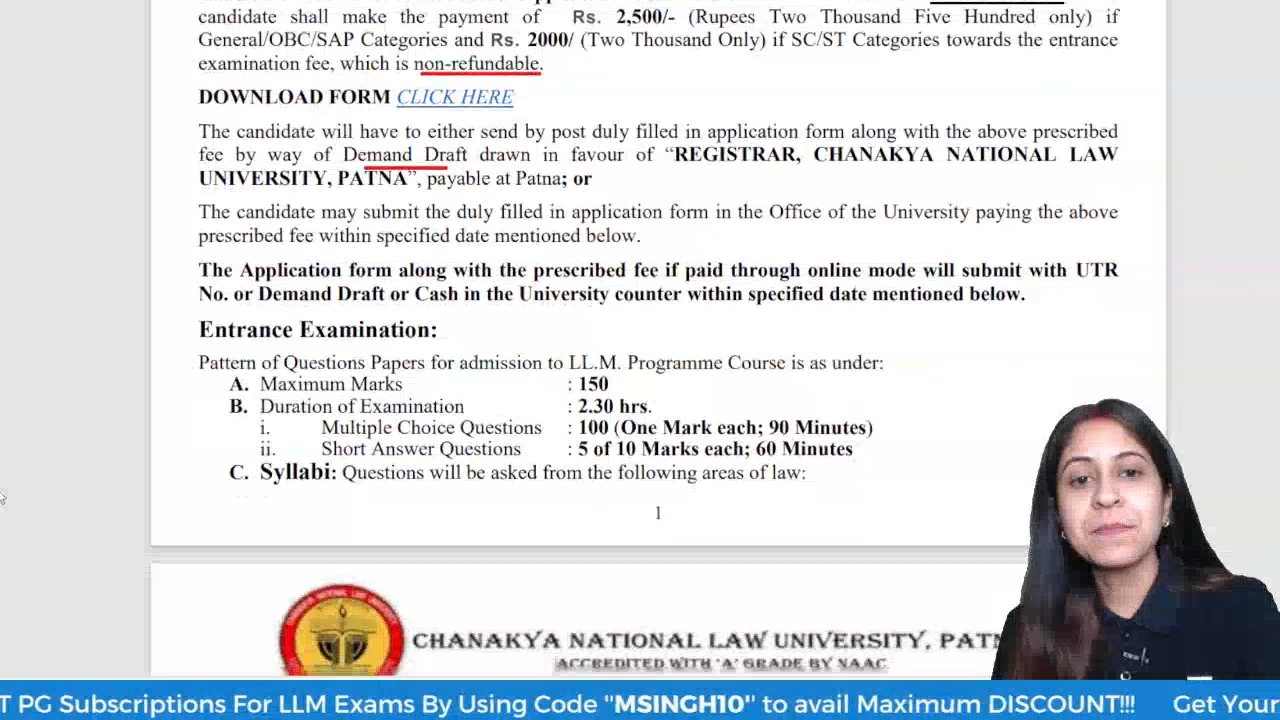 candidate shall make the payment of Rs. 2,500/- (Rupees Two Thousand Five Hundred only) if
General/OBC/SAP Categories and Rs. 2000/ (Two Thousand Only) if SC/ST Categories towards the entrance
examination fee, which is non-refundable.
DOWNLOAD FORM CLICK HERE
The candidate will have to either send by post duly filled in application form along with the above prescribed
fee by way of Demand Draft drawn in favour of “REGISTRAR, CHANAKYA NATIONAL LAW
UNIVERSITY, PATNA”, payable at Patna; or
The candidate may submit the duly filled in application form in the Office of the University paying the above
prescribed fee within specified date mentioned below.
The Application form along with the prescribed fee if paid through online mode will submit with UTR
No. or Demand Draft or Cash in the University counter within specified date mentioned below.
Entrance Examination:
Pattern of Questions Papers for admission to LL.M. Programme Course is as under:
A. Maximum Marks : 150
B. Duration of Examination : 2.30 hrs.
i. Multiple Choice Questions : 100 (One Mark each; 90 Minutes)
ii. Short Answer Questions : 5 of 10 Marks each; 60 Minutes
C. Syllabi: Questions will be asked from the following areas of law:
1
CHANAKYA NATIONAL LAW UNIVERSITY, PATN
ACCREDITED WITH 'A' GRADE BY NAAC
T PG Subscriptions For LLM Exams By Using Code "MSINGH10" to avail Maximum DISCOUNT!!! Get Your